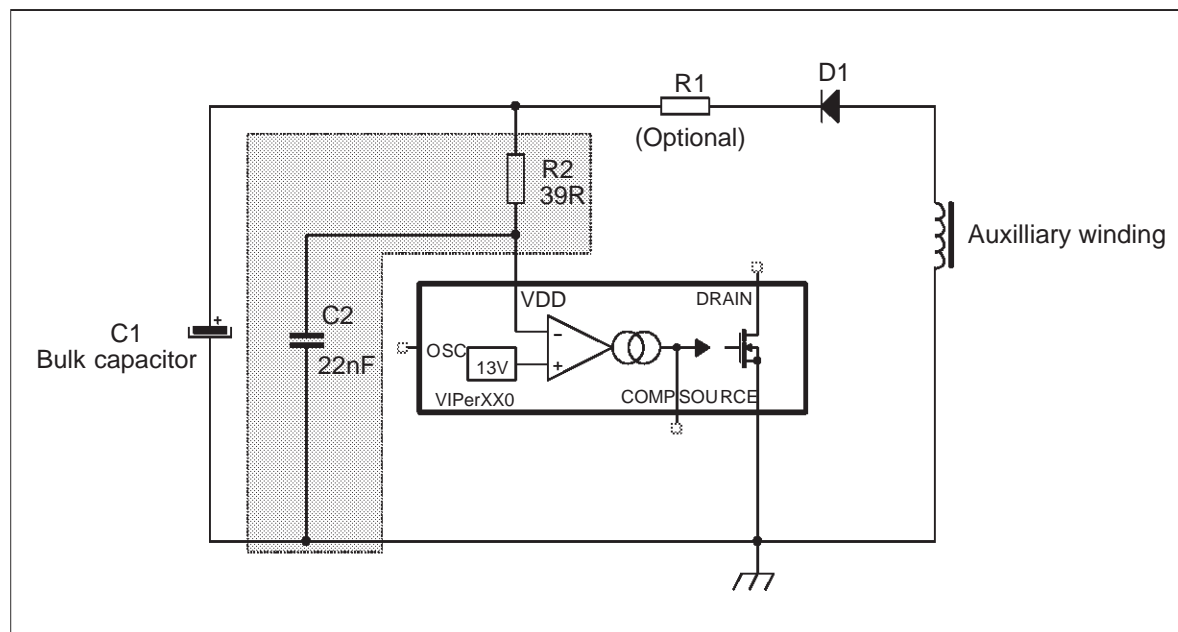 D1
R1
(Optional)
R2
39R
Auxilliary winding
VDD
DRAIN
C2
22nF
C1
Bulk capacitor
+
OSC
13V
-
+
VIPerXX0
COMP
SOURCE